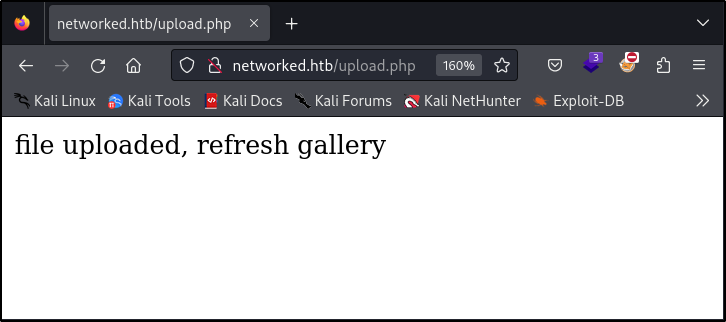 networked.htb/upload.php
networked.htb/upload.php 160% 3
Kali Linux Kali Tools Kali Docs Kali Forums Kali NetHunter Exploit-DB
file uploaded, refresh gallery